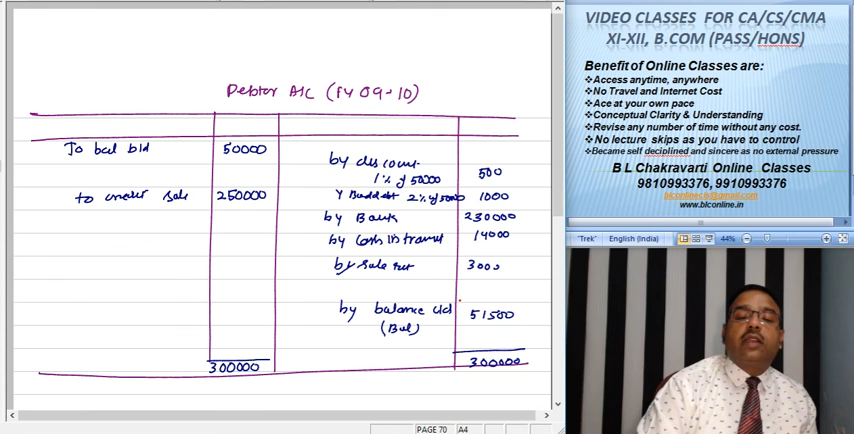 Debtor A/C (FY 09-10)
To bal b/d 50000
by discount
1% of 50000 500
to credit sale 250000
Y Baddebt 2% of 50000 1000
by Bank 230000
by Cash in transit 14000
by sale ret 3000
by balance c/d 51500
(Bal)
300000 300000
PAGE 70 A4
VIDEO CLASSES FOR CA/CS/CMA
XI-XII, B.COM (PASS/HONS)
Benefit of Online Classes are:
❖Access anytime, anywhere
❖No Travel and Internet Cost
❖Ace at your own pace
❖Conceptual Clarity & Understanding
❖Revise any number of time without any cost.
❖No lecture skips as you have to control
❖Became self deciplined and sincere as no external pressure
B L Chakravarti Online Classes
9810993376, 9910993376
blconline.ca@gmail.com
www.blconline.in
"Trek" English (India) 44%